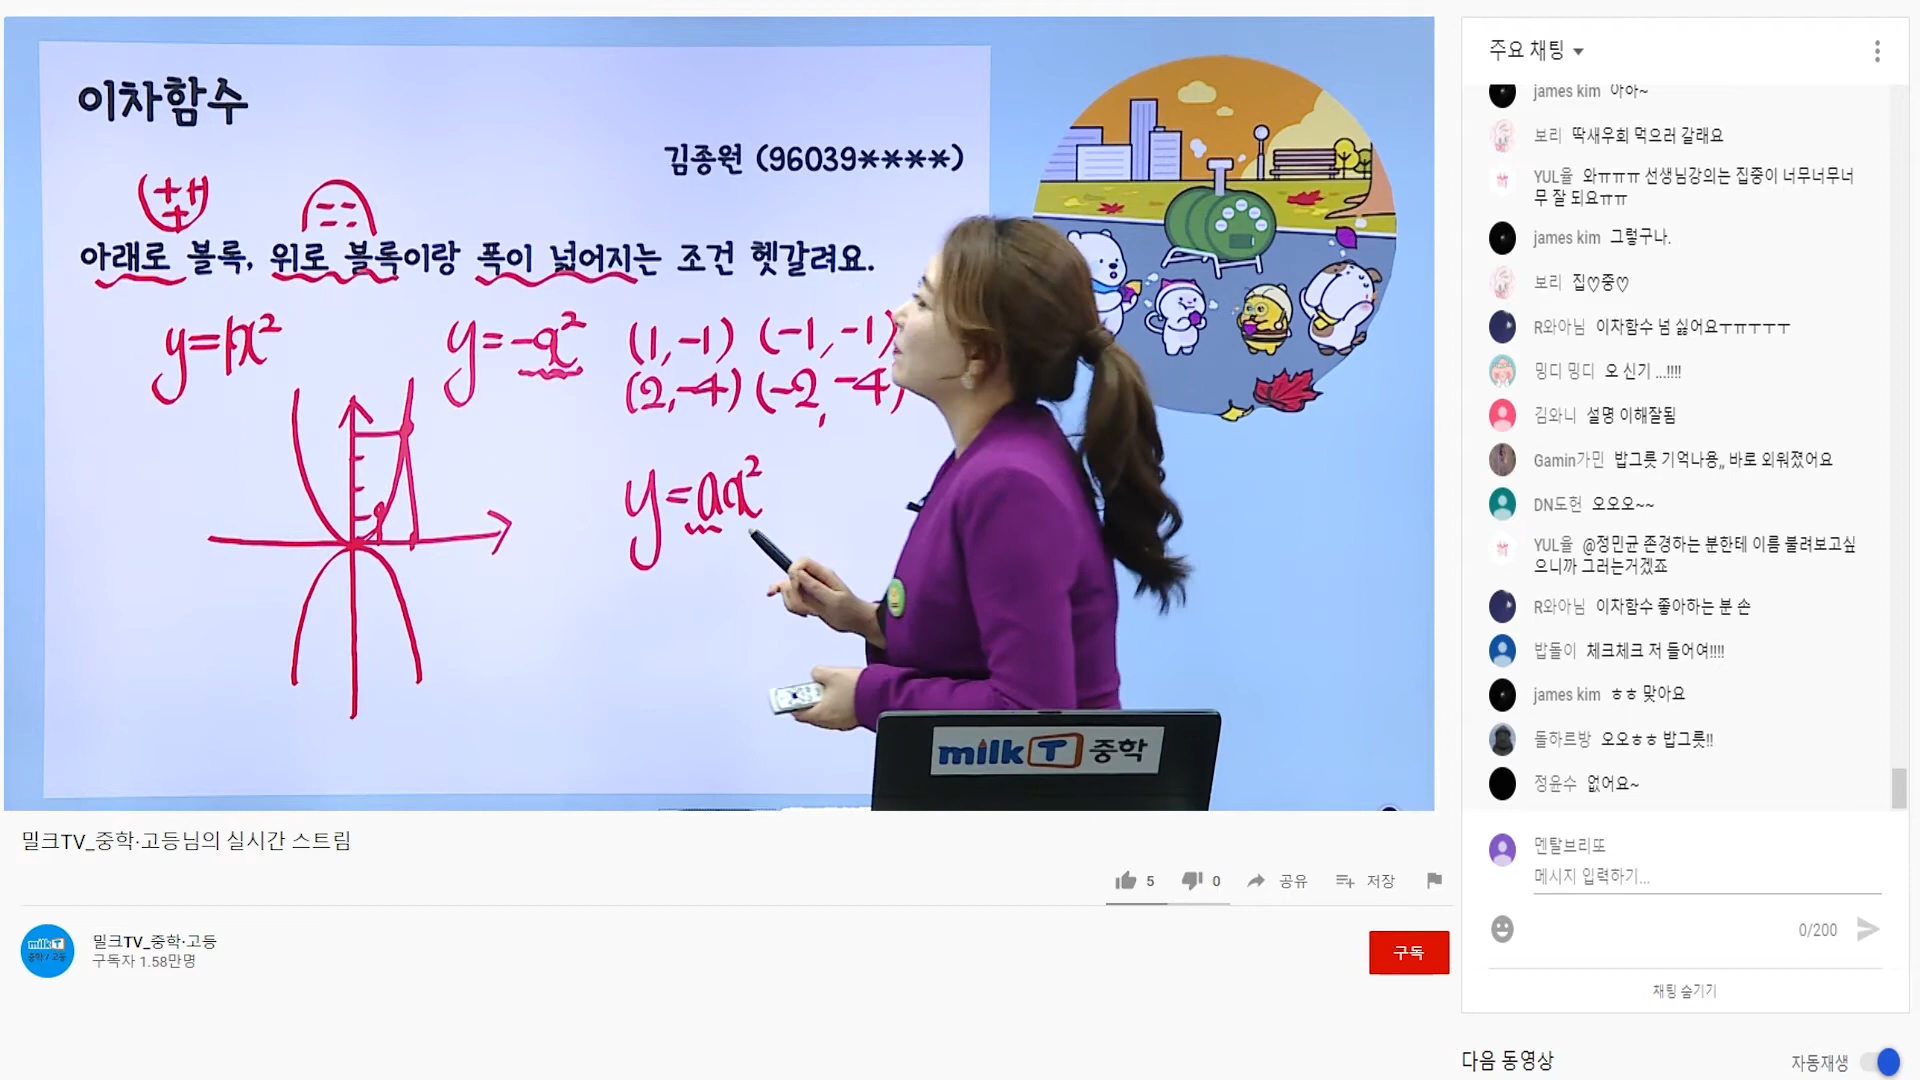 이차함수
김종원 (96039****)
아래로 볼록, 위로 볼록이랑 폭이 넓어지는 조건 헷갈려요.
y=1x² y=-x² (1,-1) (-1,-1)
(2,-4) (-2,-4)
y=ax²
milkT 중학
밀크TV_중학·고등님의 실시간 스트림
5 0 공유 저장
milkT
중학 / 고등
밀크TV_중학·고등
구독자 1.58만명
구독
주요 채팅
james kim 아하~
보리 딱새우회 먹으러 갈래요
YUL율 와ㅠㅠㅠ 선생님강의는 집중이 너무너무너
무 잘 되요ㅠㅠ
james kim 그렇구나.
보리 집♡중♡
R와아님 이차함수 넘 싫어요ㅜㅠㅜㅜㅜ
밍디 밍디 오 신기 ...!!!!
김와니 설명 이해잘됨
Gamin가민 밥그릇 기억나용,, 바로 외워졌어요
DN도헌 오오오~~
YUL율 @정민균 존경하는 분한테 이름 불려보고싶
으니까 그러는거겠죠
R와아님 이차함수 좋아하는 분 손
밥돌이 체크체크 저 들어여!!!!
james kim ㅎㅎ 맞아요
돌하르방 오오ㅎㅎ 밥그릇!!
정윤수 없어요~
멘탈브리또
메시지 입력하기...
0/200
채팅 숨기기
다음 동영상
자동재생